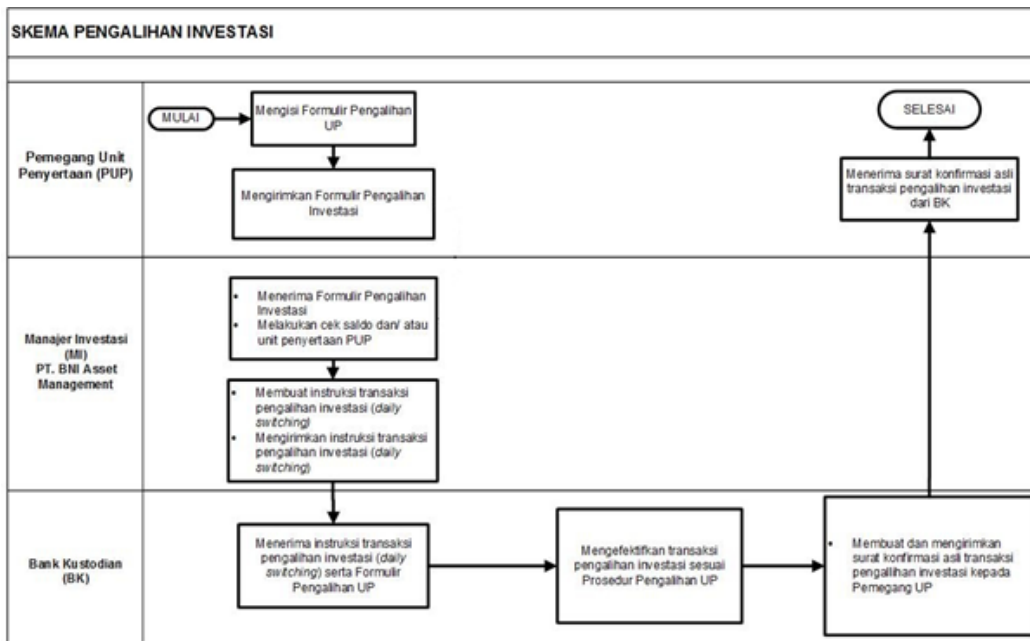 SKEMA PENGALIHAN INVESTASI
Pemegang Unit
Penyertaan (PUP)
MULAI
Mengisi Formulir Pengalihan
UP
Mengirimkan Formulir Pengalihan
Investasi
SELESAI
Menerima surat konfirmasi asli
transaksi pengalihan investasi
dari BK
Manajer Investasi
(MI)
PT. BNI Asset
Management
• Menerima Formulir Pengalihan
Investasi
• Melakukan cek saldo dan/ atau
unit penyertaan PUP
• Membuat instruksi transaksi
pengalihan investasi (daily
switching)
• Mengirimkan instruksi transaksi
pengalihan investasi (daily
switching)
Bank Kustodian
(BK)
Menerima instruksi transaksi
pengalihan investasi (daily
switching) serta Formulir
Pengalihan UP
Mengefektifkan transaksi
pengalihan investasi sesuai
Prosedur Pengalihan UP
• Membuat dan mengirimkan
surat konfirmasi asli transaksi
pengallihan investasi kepada
Pemegang UP